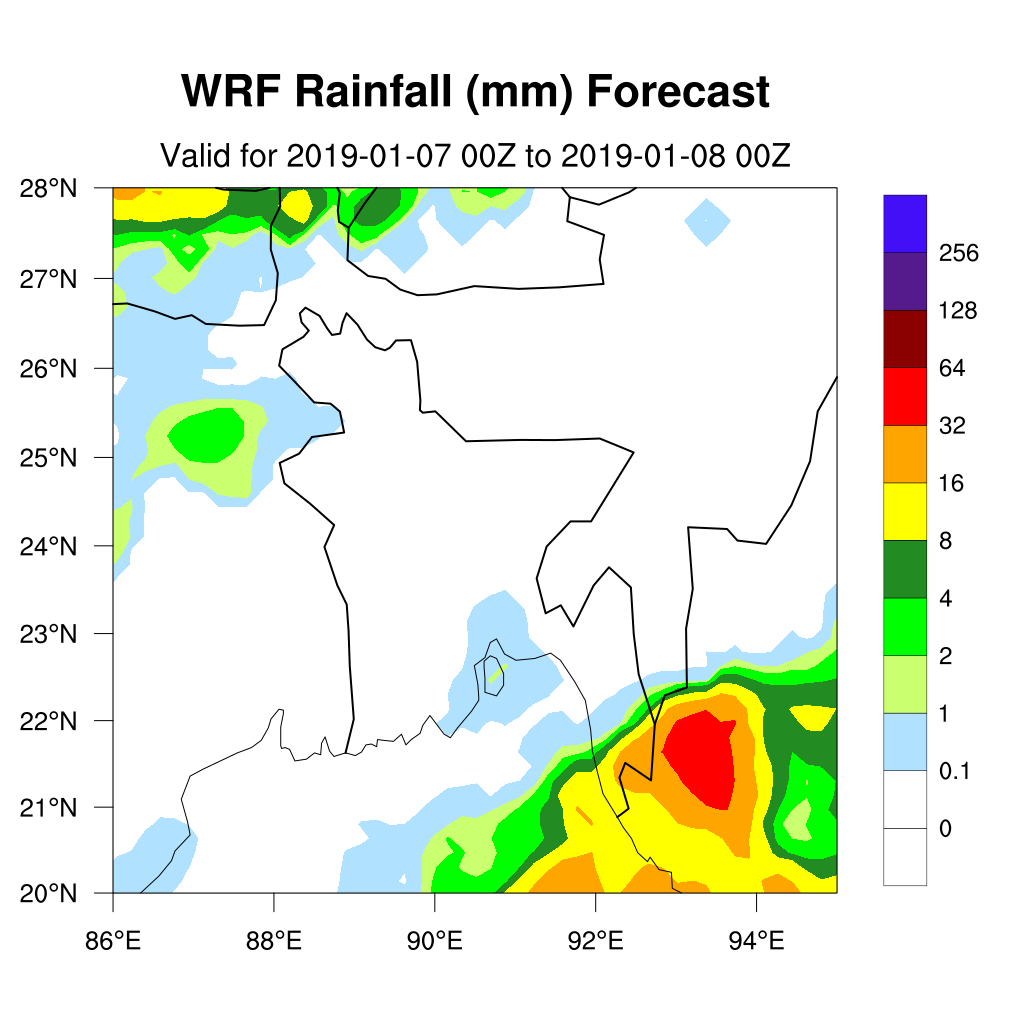 WRF Rainfall (mm) Forecast
Valid for 2019-01-07 00Z to 2019-01-08 00Z
28°N
27°N
26°N
25°N
24°N
23°N
22°N
21°N
20°N
86°E
88°E
90°E
92°E
94°E
256
128
64
32
16
8
4
2
1
0.1
0